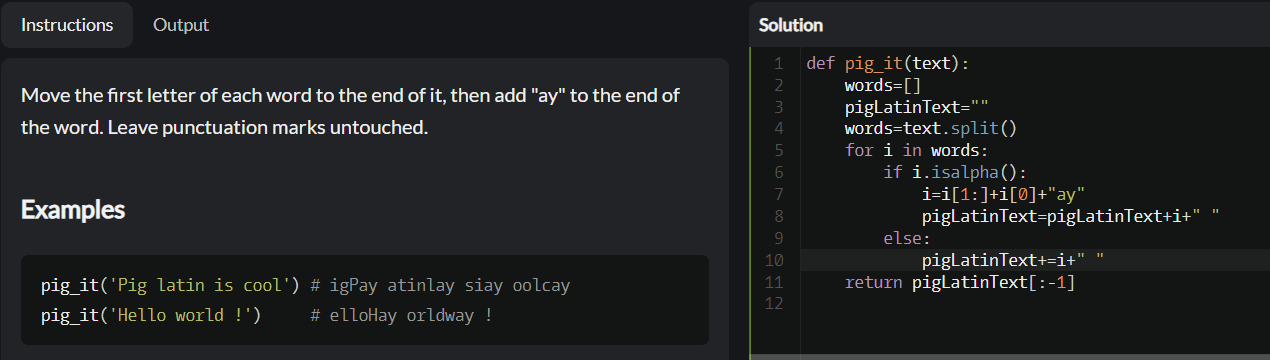 Instructions
Output
Move the first letter of each word to the end of it, then add "ay" to the end of
the word. Leave punctuation marks untouched.
Examples
pig_it('Pig latin is cool') # igPay atinlay siay oolcay
pig_it('Hello world !')     # elloHay orldway !
Solution
1 def pig_it(text):
2     words=[]
3     pigLatinText=""
4     words=text.split()
5     for i in words:
6         if i.isalpha():
7             i=i[1:]+i[0]+"ay"
8             pigLatinText=pigLatinText+i+" "
9         else:
10             pigLatinText+=i+" "
11     return pigLatinText[:-1]
12